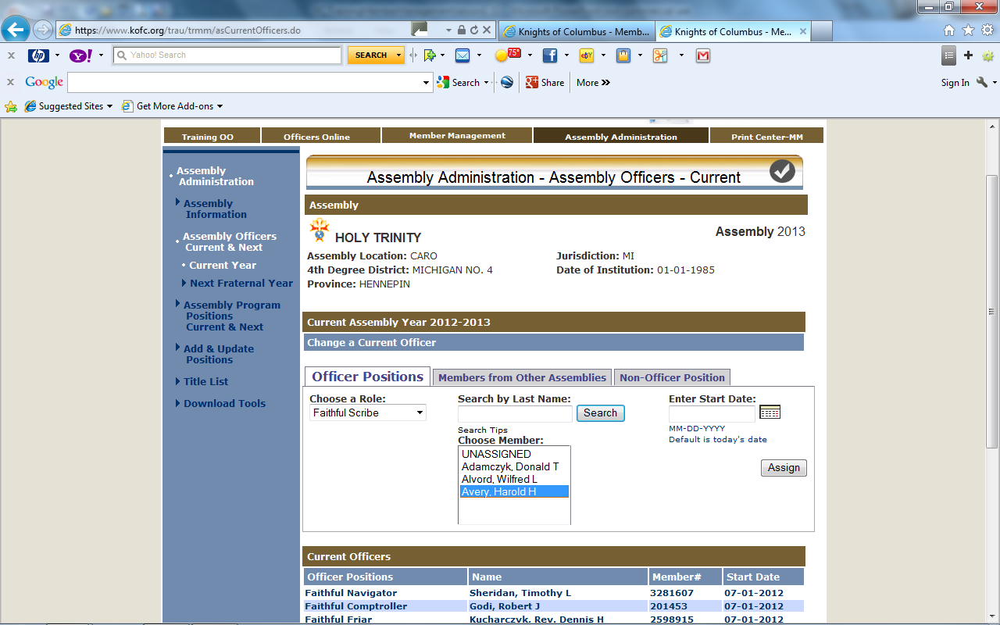 https://www.kofc.org/trau/trmm/asCurrentOfficers.do
Knights of Columbus - Memb...
Knights of Columbus - Me...
hp
Y!
Yahoo! Search
SEARCH
75°
f
Google
Search
Share
More
Sign In
Suggested Sites
Get More Add-ons
Training OO
Officers Online
Member Management
Assembly Administration
Print Center-MM
Assembly
Administration
Assembly
Information
Assembly Officers
Current & Next
Current Year
Next Fraternal Year
Assembly Program
Positions
Current & Next
Add & Update
Positions
Title List
Download Tools
Assembly Administration - Assembly Officers - Current
Assembly
HOLY TRINITY
Assembly 2013
Assembly Location: CARO
Jurisdiction: MI
4th Degree District: MICHIGAN NO. 4
Date of Institution: 01-01-1985
Province: HENNEPIN
Current Assembly Year 2012-2013
Change a Current Officer
Officer Positions
Members from Other Assemblies
Non-Officer Position
Choose a Role:
Faithful Scribe
Search by Last Name:
Search
Search Tips
Choose Member:
UNASSIGNED
Adamczyk, Donald T
Alvord, Wilfred L
Avery, Harold H
Enter Start Date:
MM-DD-YYYY
Default is today's date
Assign
Current Officers
Officer Positions Name Member# Start Date
Faithful Navigator Sheridan, Timothy L 3281607 07-01-2012
Faithful Comptroller Godi, Robert J 201453 07-01-2012
Faithful Friar Kucharczyk, Rev. Dennis H 2598915 07-01-2012